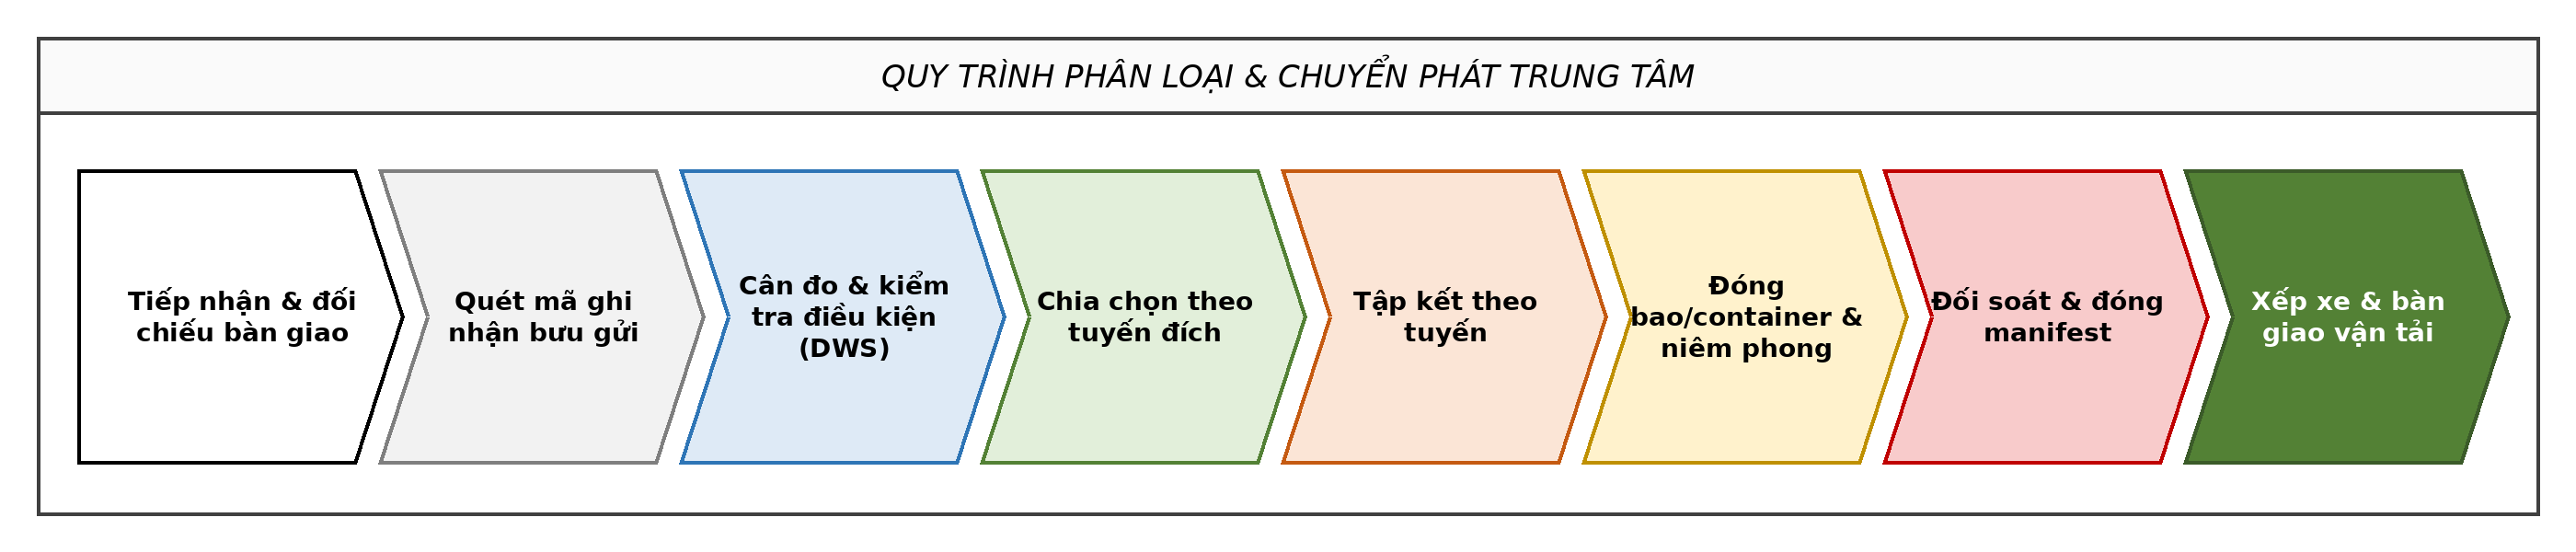 QUY TRÌNH PHÂN LOẠI & CHUYỂN PHÁT TRUNG TÂM
Tiếp nhận & đối
chiếu bàn giao
Quét mã ghi
nhận bưu gửi
Cân đo & kiểm
tra điều kiện
(DWS)
Chia chọn theo
tuyến đích
Tập kết theo
tuyến
Đóng
bao/container &
niêm phong
Đối soát & đóng
manifest
Xếp xe & bàn
giao vận tải